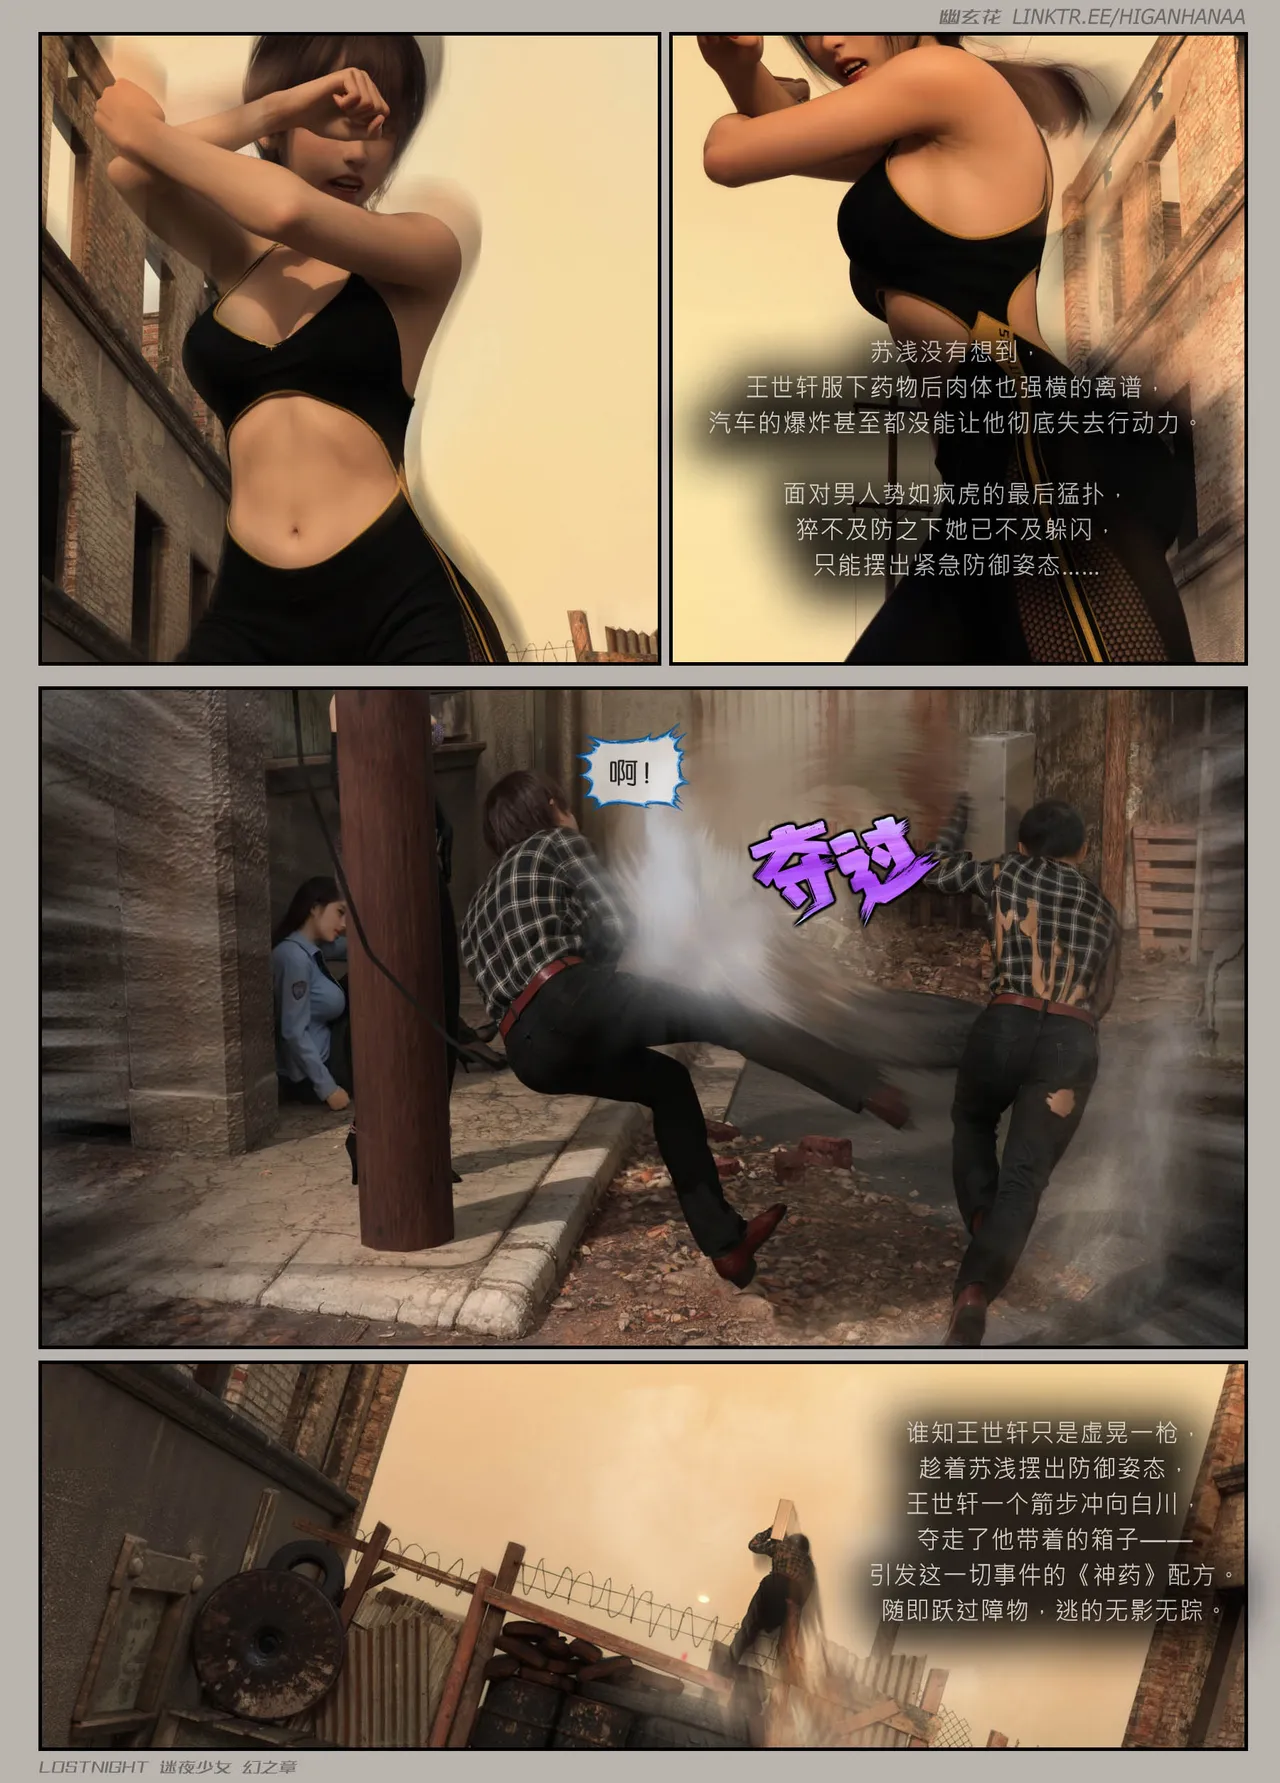 幽玄花 LINKTR.EE/HIGANHANAA
苏浅没有想到，
王世轩服下药物后肉体也强横的离谱，
汽车的爆炸甚至都没能让他彻底失去行动力。
面对男人势如疯虎的最后猛扑，
猝不及防之下她已不及躲闪，
只能摆出紧急防御姿态......
啊！
夺过
谁知王世轩只是虚晃一枪，
趁着苏浅摆出防御姿态，
王世轩一个箭步冲向白川，
夺走了他带着的箱子——
引发这一切事件的《神药》配方。
随即跃过障物，逃的无影无踪。
LOSTNIGHT 迷夜少女 幻之章